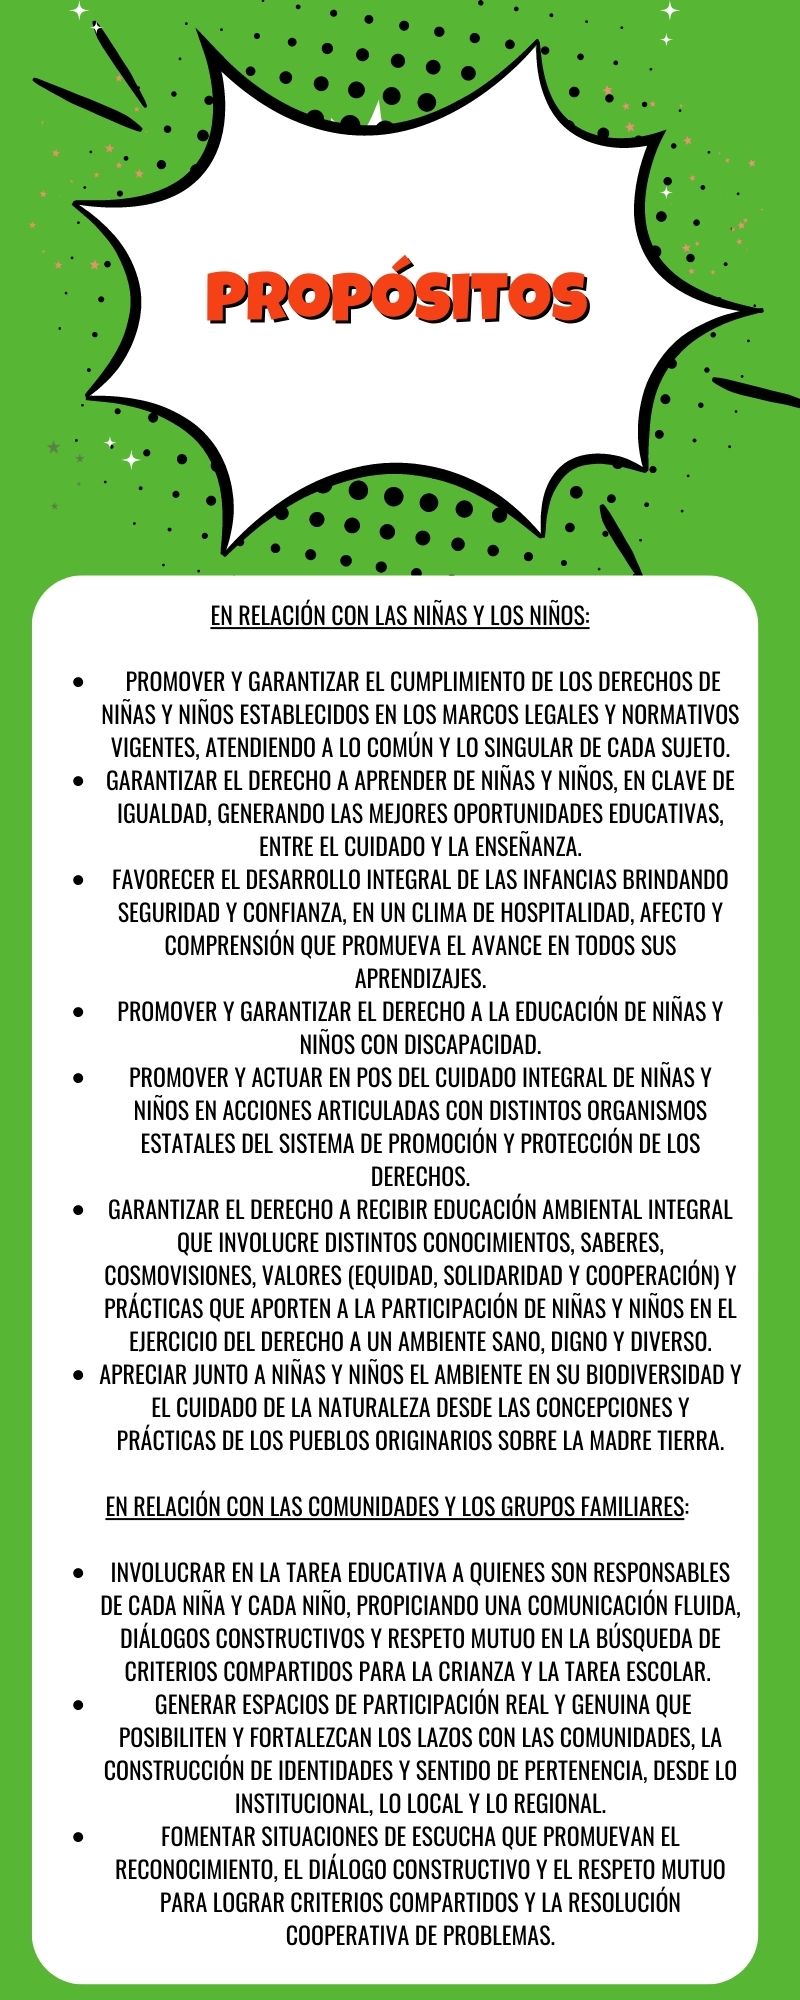 PROPÓSITOS
EN RELACIÓN CON LAS NIÑAS Y LOS NIÑOS:
• PROMOVER Y GARANTIZAR EL CUMPLIMIENTO DE LOS DERECHOS DE
NIÑAS Y NIÑOS ESTABLECIDOS EN LOS MARCOS LEGALES Y NORMATIVOS
VIGENTES, ATENDIENDO A LO COMÚN Y LO SINGULAR DE CADA SUJETO.
• GARANTIZAR EL DERECHO A APRENDER DE NIÑAS Y NIÑOS, EN CLAVE DE
IGUALDAD, GENERANDO LAS MEJORES OPORTUNIDADES EDUCATIVAS,
ENTRE EL CUIDADO Y LA ENSEÑANZA.
• FAVORECER EL DESARROLLO INTEGRAL DE LAS INFANCIAS BRINDANDO
SEGURIDAD Y CONFIANZA, EN UN CLIMA DE HOSPITALIDAD, AFECTO Y
COMPRENSIÓN QUE PROMUEVA EL AVANCE EN TODOS SUS
APRENDIZAJES.
• PROMOVER Y GARANTIZAR EL DERECHO A LA EDUCACIÓN DE NIÑAS Y
NIÑOS CON DISCAPACIDAD.
• PROMOVER Y ACTUAR EN POS DEL CUIDADO INTEGRAL DE NIÑAS Y
NIÑOS EN ACCIONES ARTICULADAS CON DISTINTOS ORGANISMOS
ESTATALES DEL SISTEMA DE PROMOCIÓN Y PROTECCIÓN DE LOS
DERECHOS.
• GARANTIZAR EL DERECHO A RECIBIR EDUCACIÓN AMBIENTAL INTEGRAL
QUE INVOLUCRE DISTINTOS CONOCIMIENTOS, SABERES,
COSMOVISIONES, VALORES (EQUIDAD, SOLIDARIDAD Y COOPERACIÓN) Y
PRÁCTICAS QUE APORTEN A LA PARTICIPACIÓN DE NIÑAS Y NIÑOS EN EL
EJERCICIO DEL DERECHO A UN AMBIENTE SANO, DIGNO Y DIVERSO.
• APRECIAR JUNTO A NIÑAS Y NIÑOS EL AMBIENTE EN SU BIODIVERSIDAD Y
EL CUIDADO DE LA NATURALEZA DESDE LAS CONCEPCIONES Y
PRÁCTICAS DE LOS PUEBLOS ORIGINARIOS SOBRE LA MADRE TIERRA.
EN RELACIÓN CON LAS COMUNIDADES Y LOS GRUPOS FAMILIARES:
• INVOLUCRAR EN LA TAREA EDUCATIVA A QUIENES SON RESPONSABLES
DE CADA NIÑA Y CADA NIÑO, PROPICIANDO UNA COMUNICACIÓN FLUIDA,
DIÁLOGOS CONSTRUCTIVOS Y RESPETO MUTUO EN LA BÚSQUEDA DE
CRITERIOS COMPARTIDOS PARA LA CRIANZA Y LA TAREA ESCOLAR.
• GENERAR ESPACIOS DE PARTICIPACIÓN REAL Y GENUINA QUE
POSIBILITEN Y FORTALEZCAN LOS LAZOS CON LAS COMUNIDADES, LA
CONSTRUCCIÓN DE IDENTIDADES Y SENTIDO DE PERTENENCIA, DESDE LO
INSTITUCIONAL, LO LOCAL Y LO REGIONAL.
• FOMENTAR SITUACIONES DE ESCUCHA QUE PROMUEVAN EL
RECONOCIMIENTO, EL DIÁLOGO CONSTRUCTIVO Y EL RESPETO MUTUO
PARA LOGRAR CRITERIOS COMPARTIDOS Y LA RESOLUCIÓN
COOPERATIVA DE PROBLEMAS.